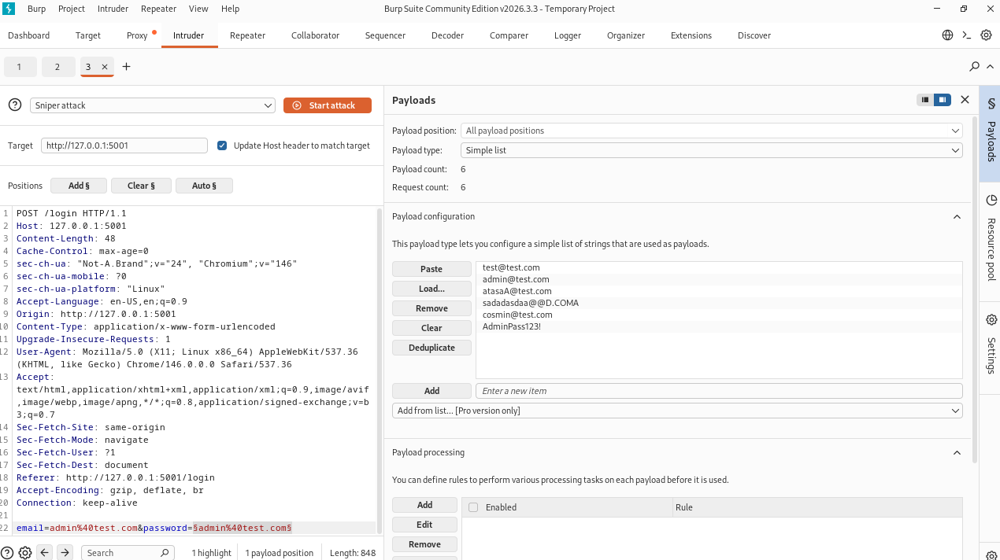 Burp Project Intruder Repeater View Help Burp Suite Community Edition v2026.3.3 - Temporary Project
Dashboard Target Proxy Intruder Repeater Collaborator Sequencer Decoder Comparer Logger Organizer Extensions Discover
1 2 3 × +
Sniper attack Start attack
Target http://127.0.0.1:5001 Update Host header to match target
Positions Add § Clear § Auto §
1 POST /login HTTP/1.1
2 Host: 127.0.0.1:5001
3 Content-Length: 48
4 Cache-Control: max-age=0
5 sec-ch-ua: "Not-A.Brand";v="24", "Chromium";v="146"
6 sec-ch-ua-mobile: ?0
7 sec-ch-ua-platform: "Linux"
8 Accept-Language: en-US,en;q=0.9
9 Origin: http://127.0.0.1:5001
10 Content-Type: application/x-www-form-urlencoded
11 Upgrade-Insecure-Requests: 1
12 User-Agent: Mozilla/5.0 (X11; Linux x86_64) AppleWebKit/537.36
(KHTML, like Gecko) Chrome/146.0.0.0 Safari/537.36
13 Accept:
text/html,application/xhtml+xml,application/xml;q=0.9,image/avif
,image/webp,image/apng,*/*;q=0.8,application/signed-exchange;v=b
3;q=0.7
14 Sec-Fetch-Site: same-origin
15 Sec-Fetch-Mode: navigate
16 Sec-Fetch-User: ?1
17 Sec-Fetch-Dest: document
18 Referer: http://127.0.0.1:5001/login
19 Accept-Encoding: gzip, deflate, br
20 Connection: keep-alive
21
22 email=admin%40test.com&password=§admin%40test.com§
Search 1 highlight 1 payload position Length: 848
Payloads
Payload position: All payload positions
Payload type: Simple list
Payload count: 6
Request count: 6
Payload configuration
This payload type lets you configure a simple list of strings that are used as payloads.
Paste
Load...
Remove
Clear
Deduplicate
test@test.com
admin@test.com
atasaA@test.com
sadadasdaa@@D.COMA
cosmin@test.com
AdminPass123!
Add Enter a new item
Add from list... [Pro version only]
Payload processing
You can define rules to perform various processing tasks on each payload before it is used.
Add Enabled Rule
Edit
Remove
§ Payloads
Resource pool
Settings